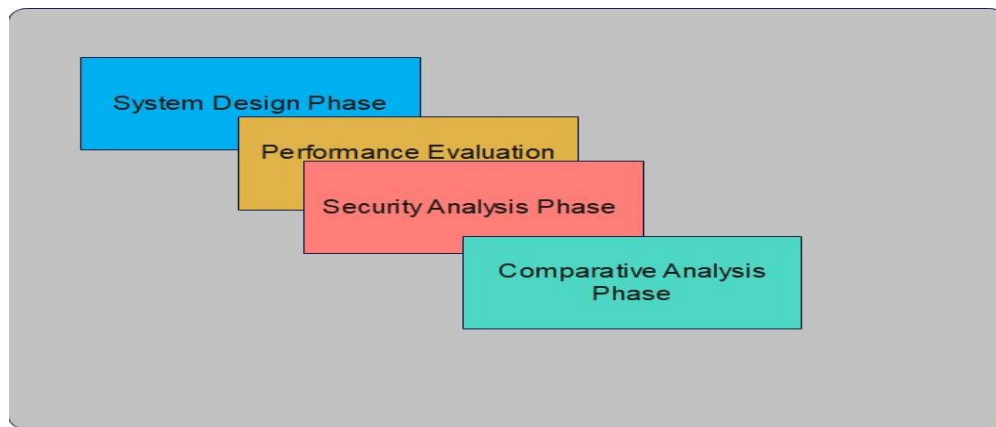 System Design Phase
Performance Evaluation
Security Analysis Phase
Comparative Analysis
Phase